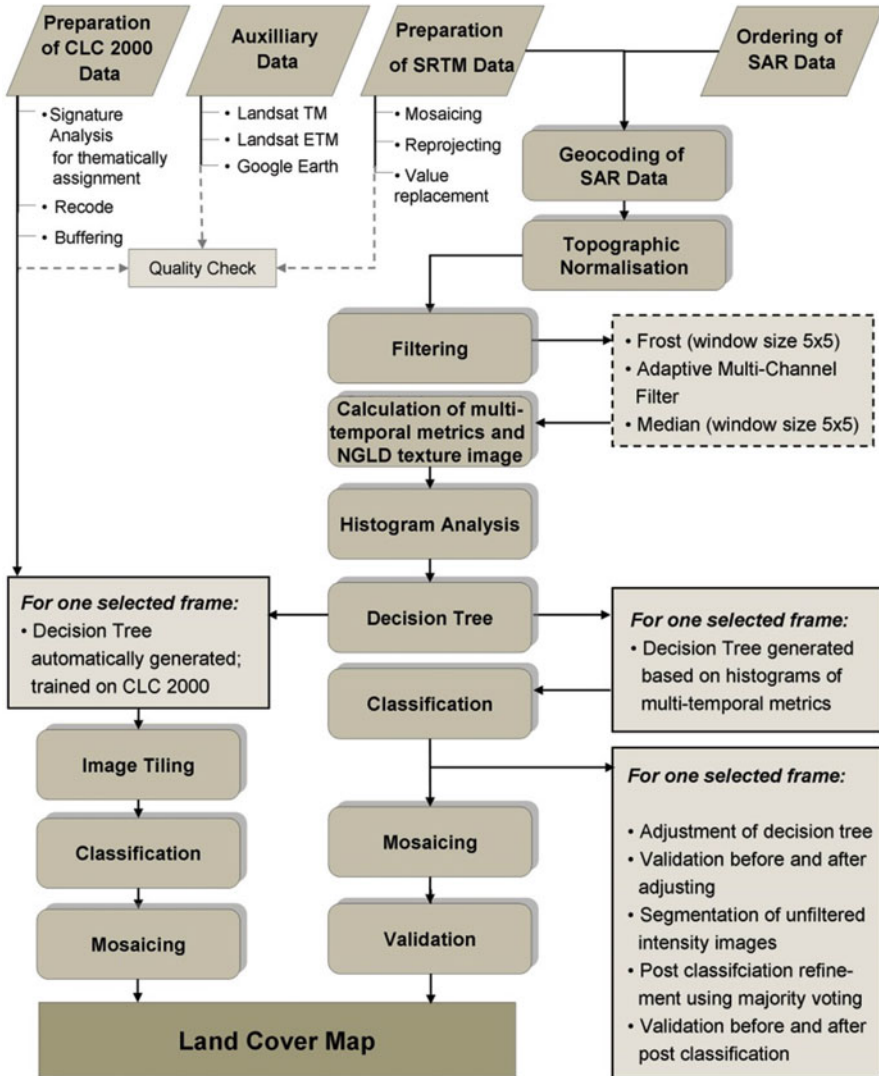 Preparation
of CLC 2000
Data
Auxilliary
Data
Preparation
of SRTM Data
Ordering of
SAR Data
• Signature
Analysis
for thematically
assignment
• Recode
• Buffering
• Landsat TM
• Landsat ETM
• Google Earth
• Mosaicing
• Reprojecting
• Value
replacement
Quality Check
Geocoding of
SAR Data
Topographic
Normalisation
Filtering
• Frost (window size 5x5)
• Adaptive Multi-Channel
Filter
• Median (window size 5x5)
Calculation of multi-
temporal metrics and
NGLD texture image
Histogram Analysis
Decision Tree
For one selected frame:
• Decision Tree
automatically generated;
trained on CLC 2000
For one selected frame:
• Decision Tree generated
based on histograms of
multi-temporal metrics
Classification
Image Tiling
Classification
Mosaicing
Mosaicing
Validation
For one selected frame:
• Adjustment of decision tree
• Validation before and after
adjusting
• Segmentation of unfiltered
intensity images
• Post classifciation refine-
ment using majority voting
• Validation before and after
post classification
Land Cover Map